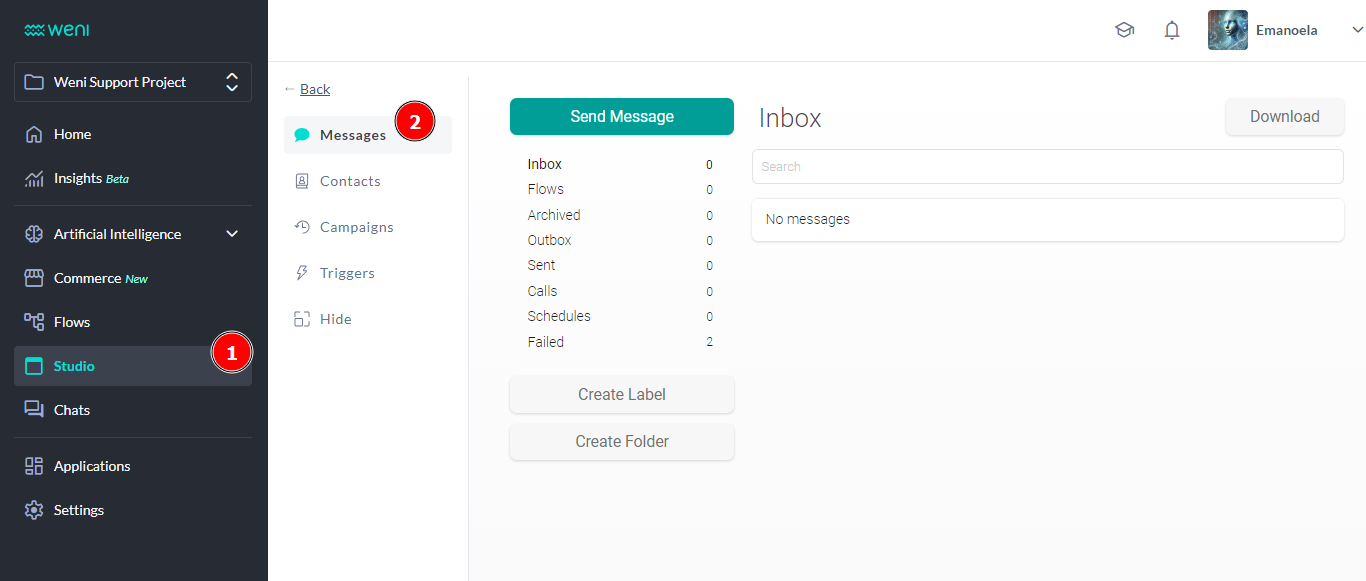 weni
Emanoela
Weni Support Project
Home
Insights Beta
Artificial Intelligence
Commerce New
Flows
Studio
1
Chats
Applications
Settings
← Back
Messages
2
Contacts
Campaigns
Triggers
Hide
Send Message
Inbox 0
Flows 0
Archived 0
Outbox 0
Sent 0
Calls 0
Schedules 0
Failed 2
Create Label
Create Folder
Inbox
Download
Search
No messages